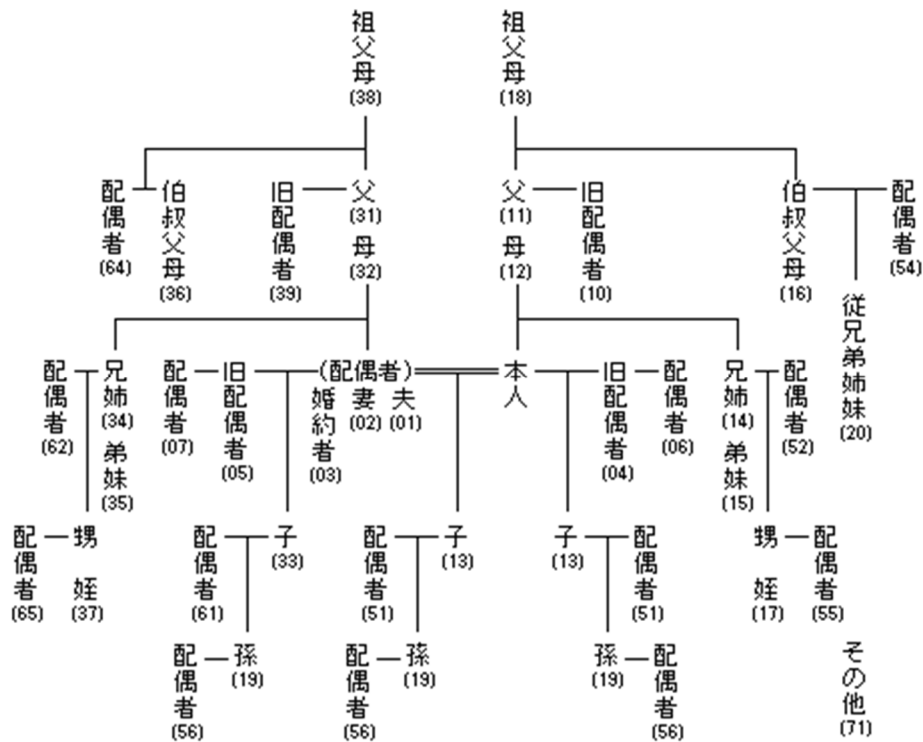 祖父母 (38)
祖父母 (18)
配偶者 (64)
伯叔父母 (36)
旧配偶者 (39)
父 (31)
母 (32)
父 (11)
母 (12)
旧配偶者 (10)
伯叔父母 (16)
配偶者 (54)
従兄弟姉妹 (20)
配偶者 (62)
兄姉 (34)
弟妹 (35)
配偶者 (07)
旧配偶者 (05)
(配偶者)
婚約者 (03)
妻 (02)
夫 (01)
本人
旧配偶者 (04)
配偶者 (06)
兄姉 (14)
弟妹 (15)
配偶者 (52)
配偶者 (65)
甥姪 (37)
配偶者 (61)
子 (33)
配偶者 (51)
子 (13)
子 (13)
配偶者 (51)
甥姪 (17)
配偶者 (55)
配偶者 (56)
孫 (19)
配偶者 (56)
孫 (19)
孫 (19)
配偶者 (56)
その他 (71)